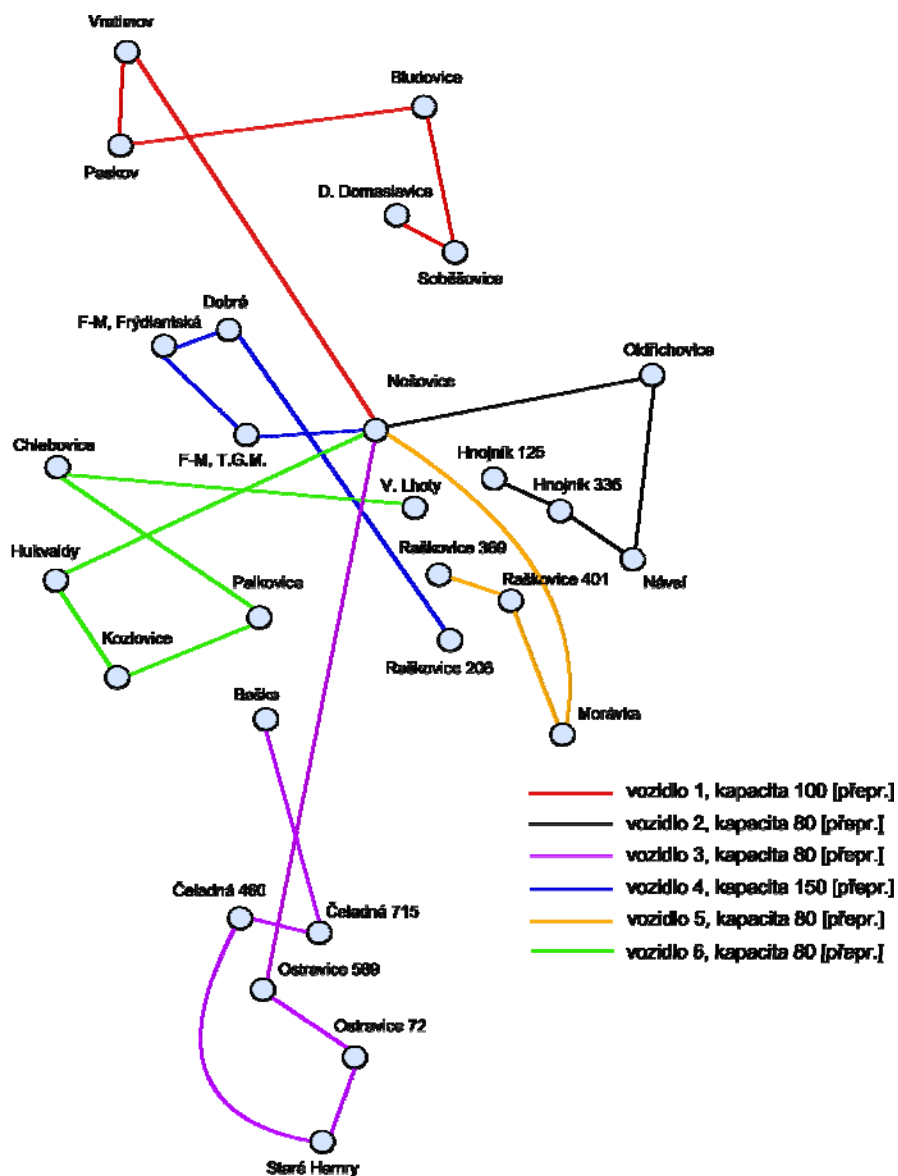 Vratimov
Bludovice
Paskov
D. Domaslavice
Soběšovice
Dobrá
F-M, Frýdlantská
Oldřichovice
Nošovice
Chlebovice
F-M, T.G.M.
Hnojník 125
V. Lhoty
Hnojník 336
Hukvaldy
Raškovice 369
Palkovice
Raškovice 401
Návsí
Kozlovice
Raškovice 206
Baška
Morávka
vozidlo 1, kapacita 100 [přepr.]
vozidlo 2, kapacita 80 [přepr.]
vozidlo 3, kapacita 80 [přepr.]
vozidlo 4, kapacita 150 [přepr.]
vozidlo 5, kapacita 80 [přepr.]
vozidlo 6, kapacita 80 [přepr.]
Čeladná 460
Čeladná 715
Ostravice 589
Ostravice 72
Staré Hamry